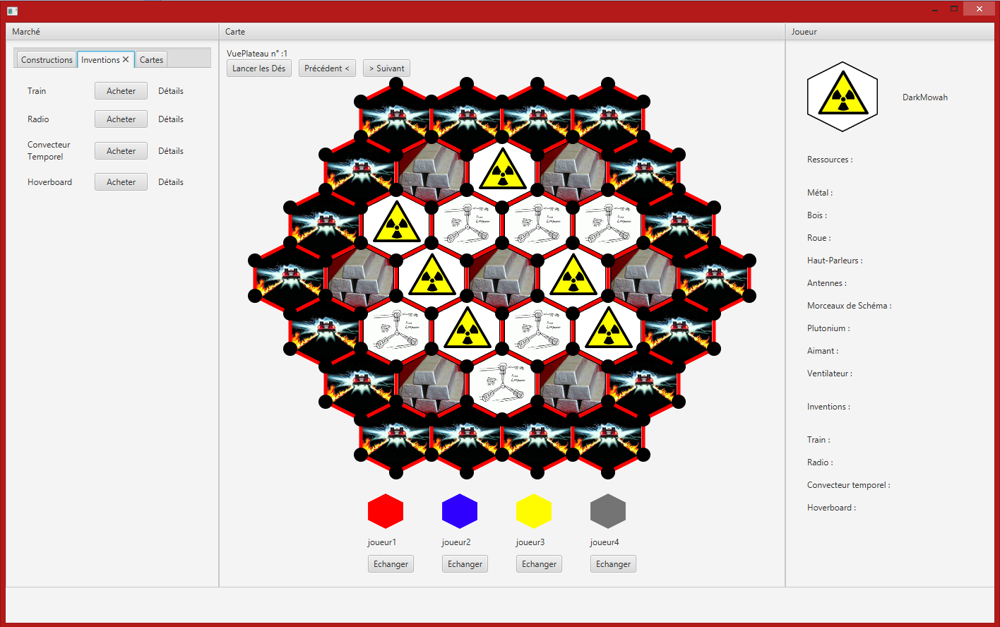 Marché
Constructions Inventions Cartes
Train Acheter Détails
Radio Acheter Détails
Convecteur
Temporel Acheter Détails
Hoverboard Acheter Détails
Carte
VuePlateau n° :1
Lancer les Dés Précédent < > Suivant
joueur1 joueur2 joueur3 joueur4
Echanger Echanger Echanger Echanger
Joueur
DarkMowah
Ressources :
Métal :
Bois :
Roue :
Haut-Parleurs :
Antennes :
Morceaux de Schéma :
Plutonium :
Aimant :
Ventilateur :
Inventions :
Train :
Radio :
Convecteur temporel :
Hoverboard :